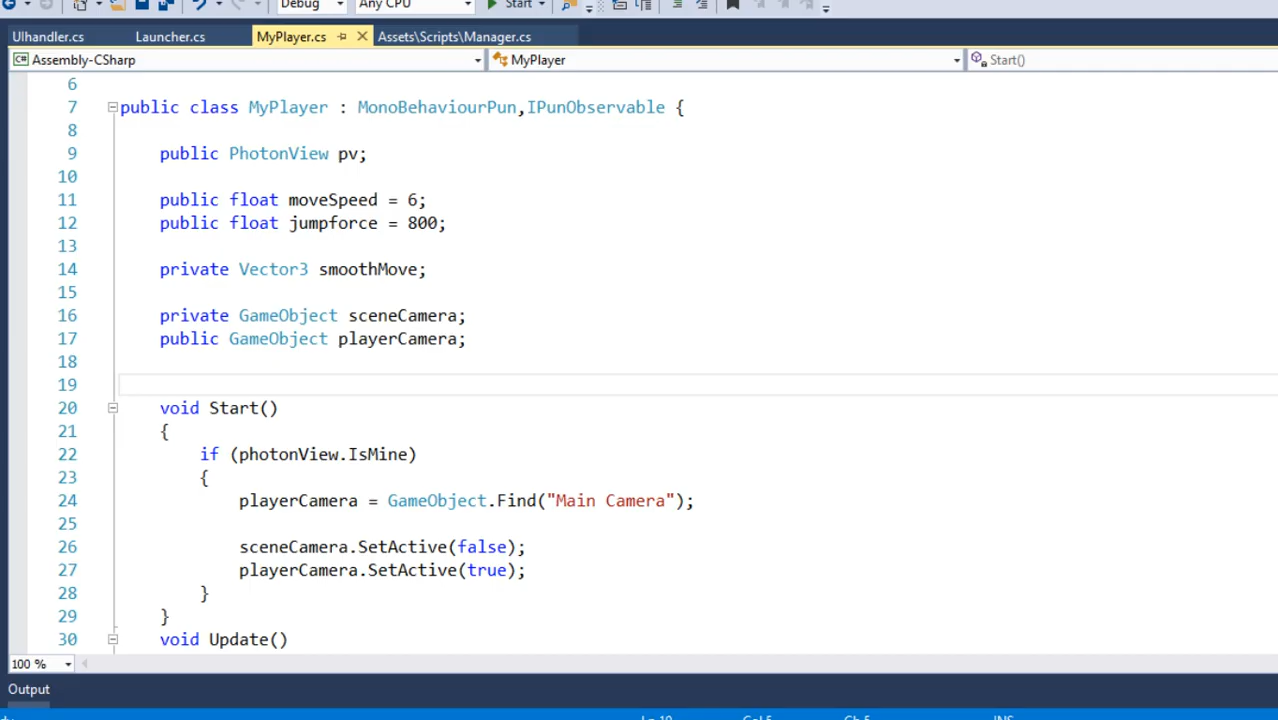 Debug Any CPU Start
UIhandler.cs Launcher.cs MyPlayer.cs Assets\Scripts\Manager.cs
C# Assembly-CSharp MyPlayer Start()
6
7 public class MyPlayer : MonoBehaviourPun,IPunObservable {
8
9 public PhotonView pv;
10
11 public float moveSpeed = 6;
12 public float jumpforce = 800;
13
14 private Vector3 smoothMove;
15
16 private GameObject sceneCamera;
17 public GameObject playerCamera;
18
19
20 void Start()
21 {
22 if (photonView.IsMine)
23 {
24 playerCamera = GameObject.Find("Main Camera");
25
26 sceneCamera.SetActive(false);
27 playerCamera.SetActive(true);
28 }
29 }
30 void Update()
100 %
Output